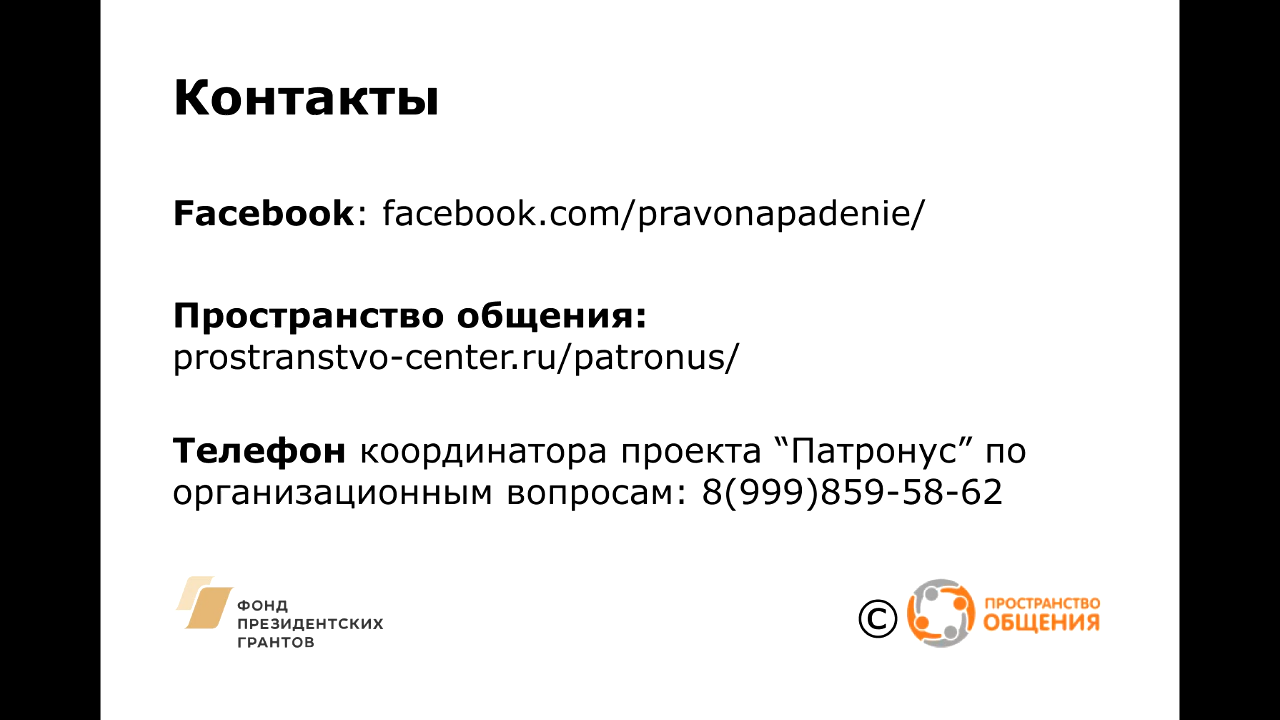 Контакты
Facebook: facebook.com/pravonapadenie/
Пространство общения:
prostranstvo-center.ru/patronus/
Телефон координатора проекта “Патронус” по
организационным вопросам: 8(999)859-58-62
ФОНД
ПРЕЗИДЕНТСКИХ
ГРАНТОВ
©
ПРОСТРАНСТВО
ОБЩЕНИЯ